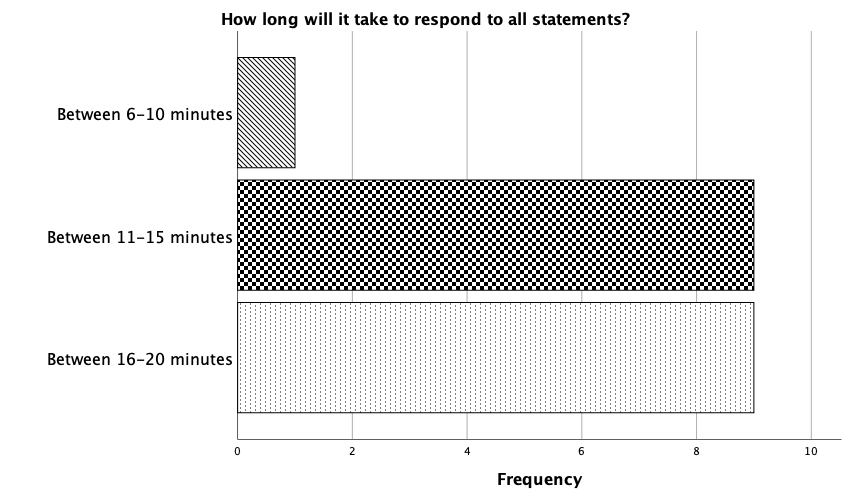 How long will it take to respond to all statements?
Between 6–10 minutes
Between 11–15 minutes
Between 16–20 minutes
0 2 4 6 8 10
Frequency